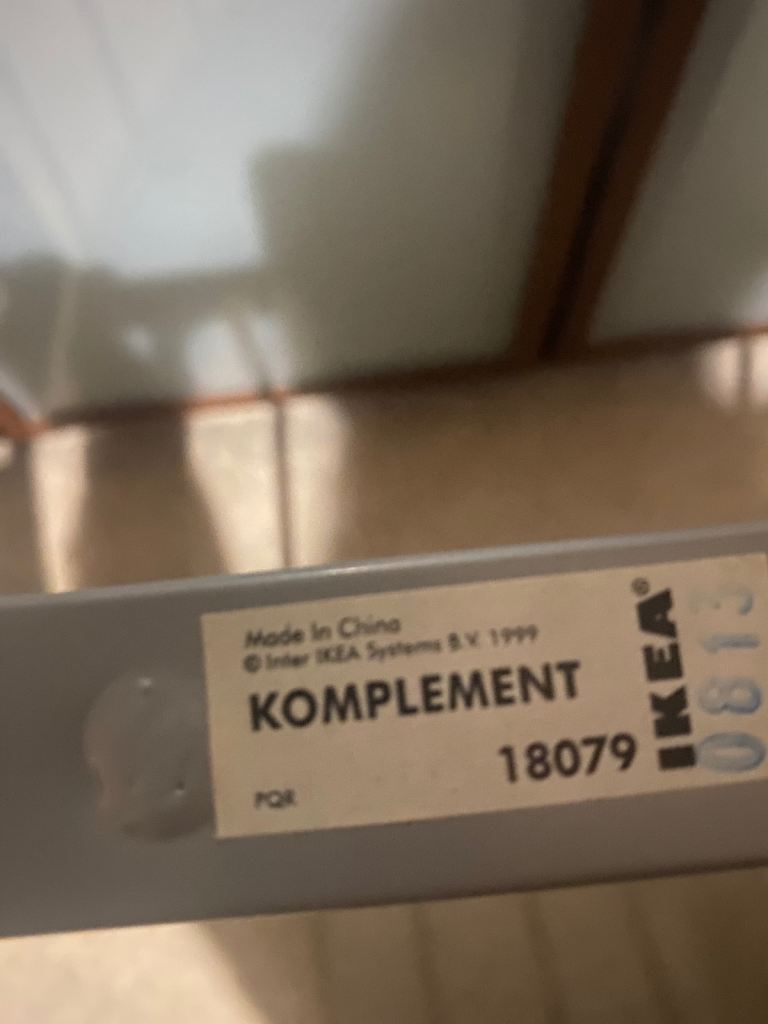 Made In China
© Inter IKEA Systems B.V. 1999
KOMPLEMENT
18079
PQR
IKEA®
0813